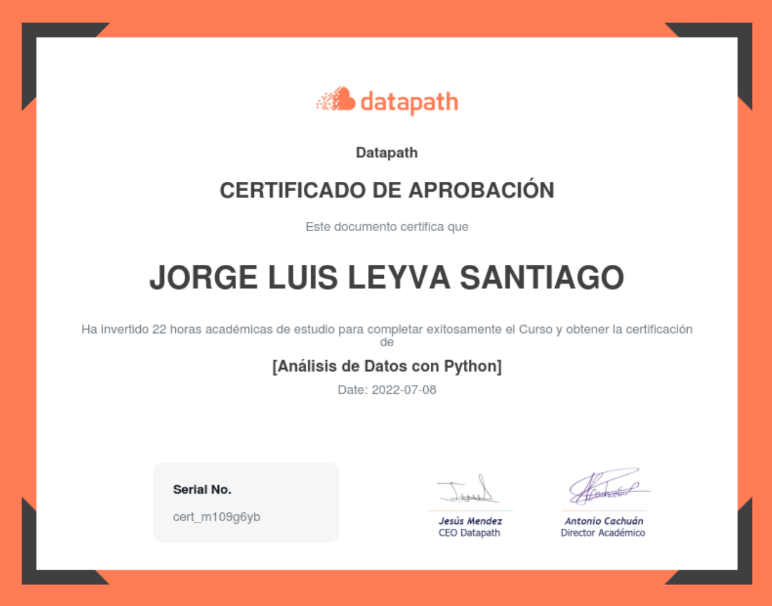 datapath
Datapath
CERTIFICADO DE APROBACIÓN
Este documento certifica que
JORGE LUIS LEYVA SANTIAGO
Ha invertido 22 horas académicas de estudio para completar exitosamente el Curso y obtener la certificación
de
[Análisis de Datos con Python]
Date: 2022-07-08
Serial No.
cert_m109g6yb
Jesús Mendez
CEO Datapath
Antonio Cachuán
Director Académico